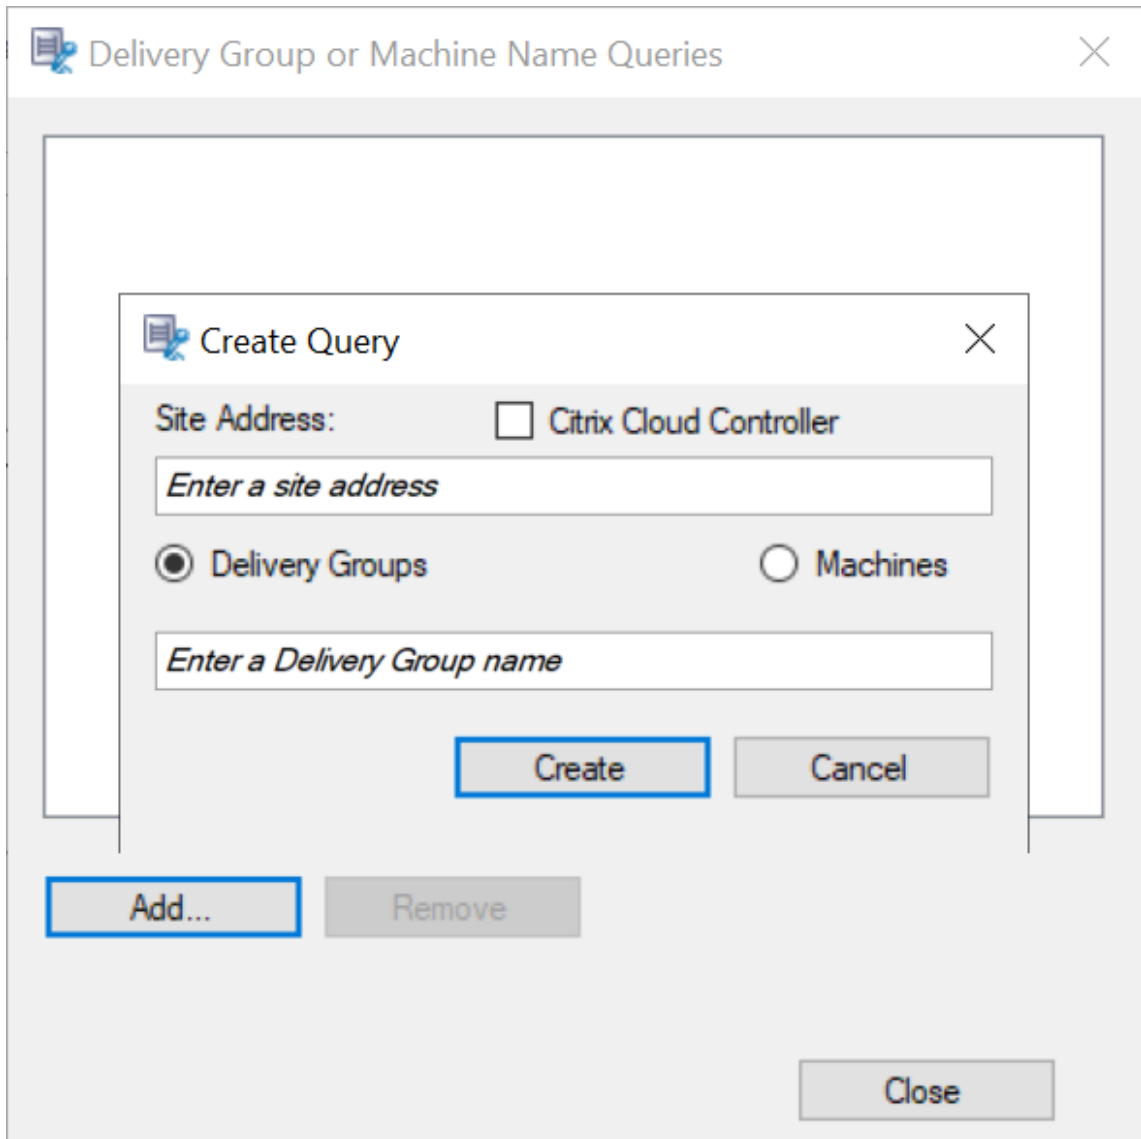 Delivery Group or Machine Name Queries
Create Query
Site Address: Citrix Cloud Controller
Enter a site address
Delivery Groups Machines
Enter a Delivery Group name
Create Cancel
Add... Remove
Close